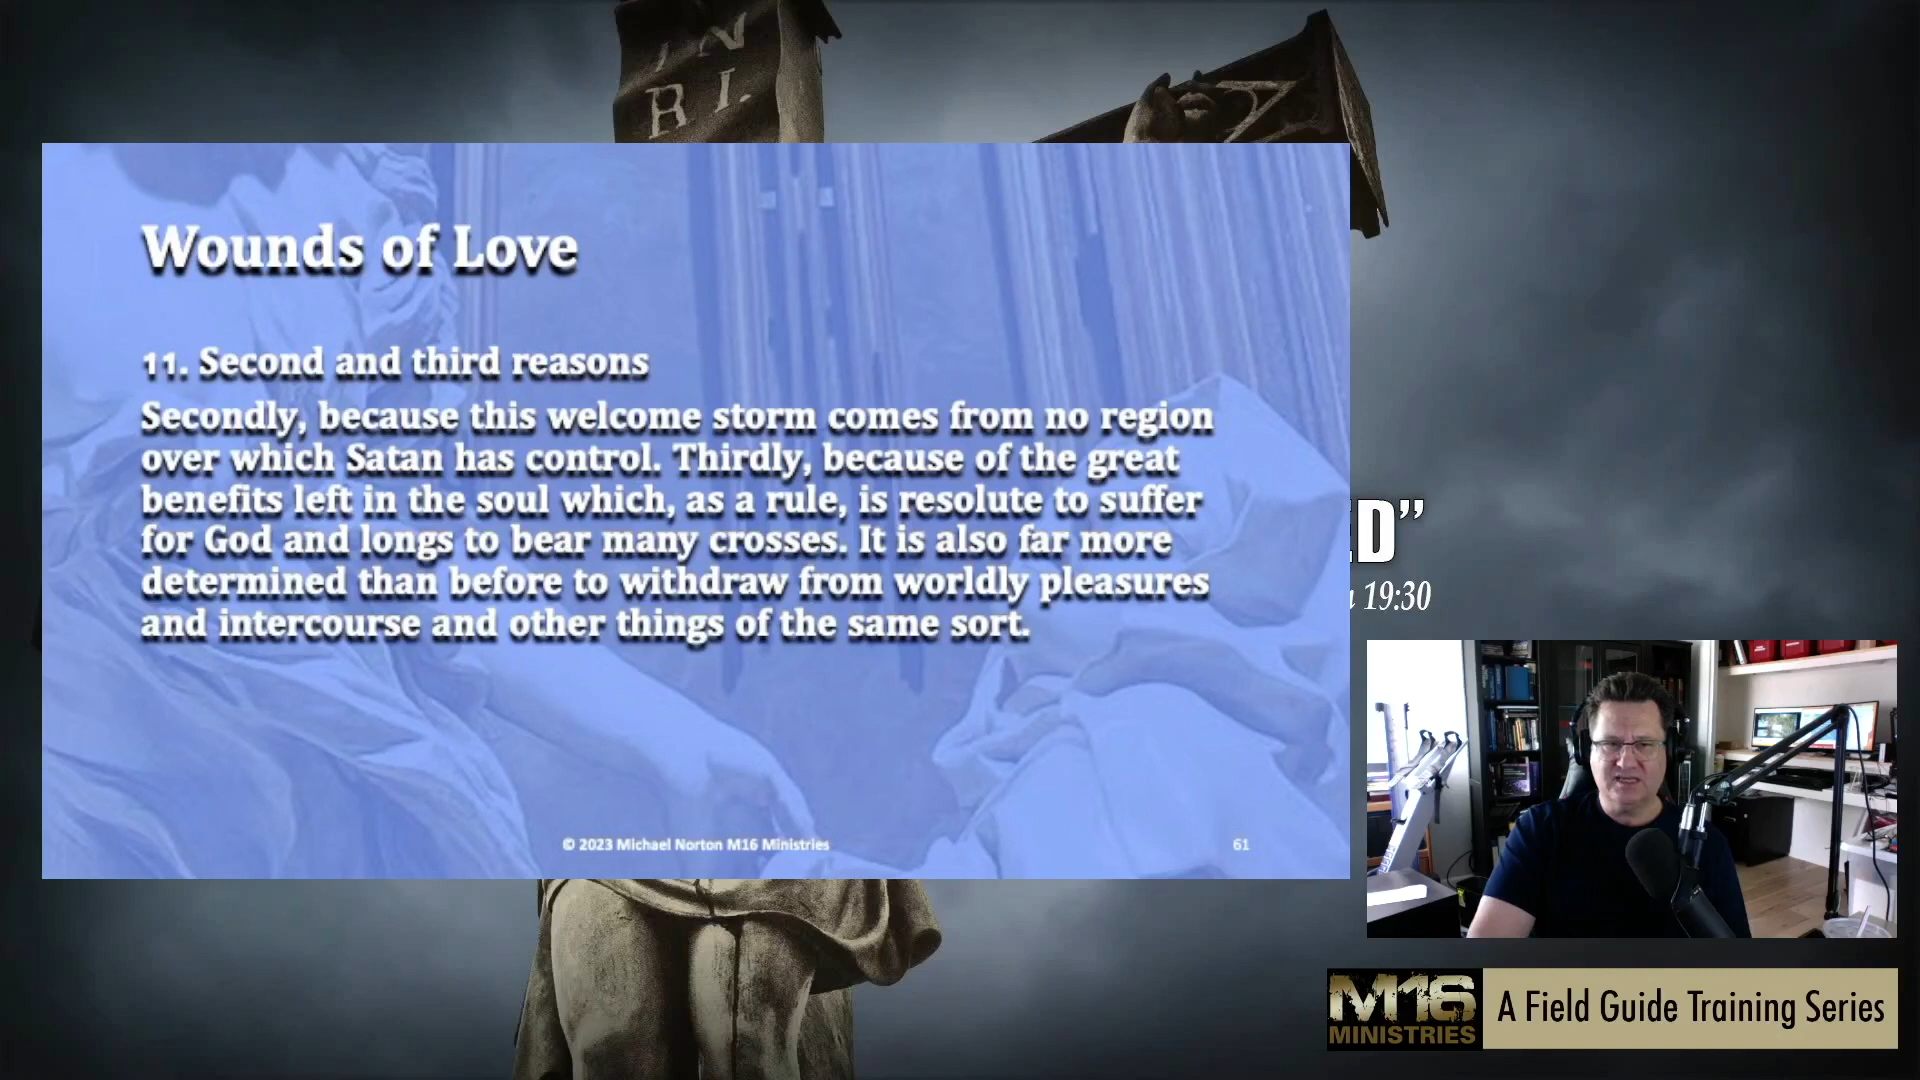 IN
RI.
Wounds of Love
11. Second and third reasons
Secondly, because this welcome storm comes from no region
over which Satan has control. Thirdly, because of the great
benefits left in the soul which, as a rule, is resolute to suffer
for God and longs to bear many crosses. It is also far more
determined than before to withdraw from worldly pleasures
and intercourse and other things of the same sort.
© 2023 Michael Norton M16 Ministries
61
ED”
19:30
M16
MINISTRIES
A Field Guide Training Series